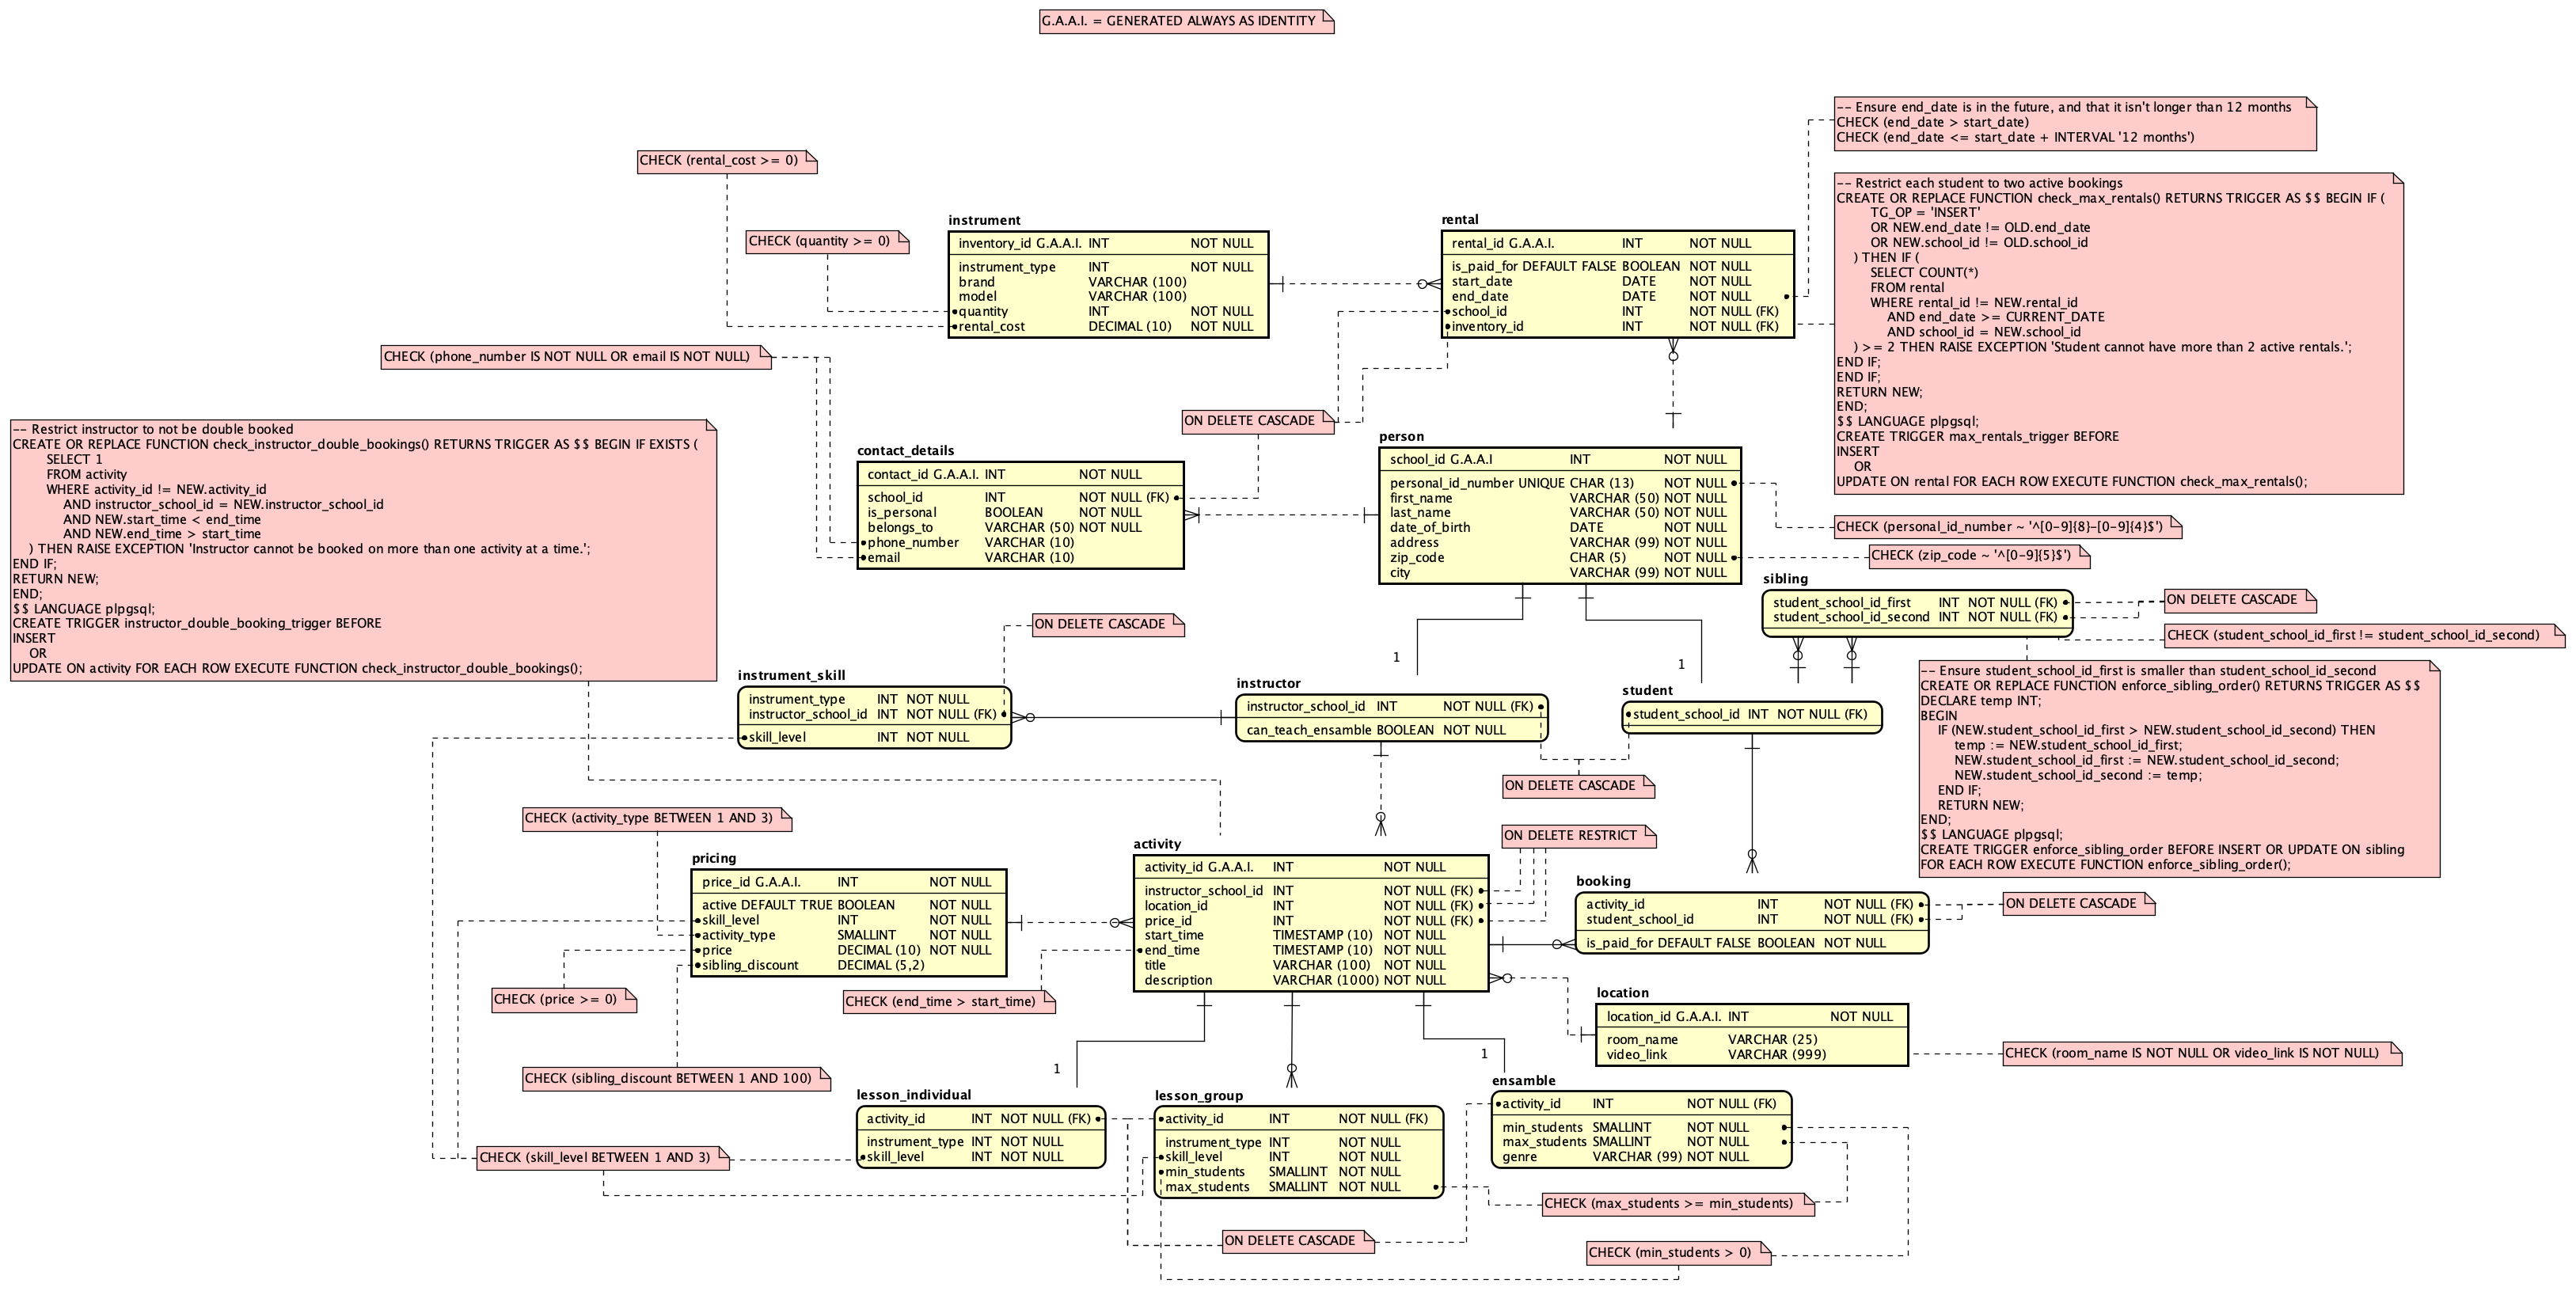 G.A.A.I. = GENERATED ALWAYS AS IDENTITY
-- Ensure end_date is in the future, and that it isn't longer than 12 months
CHECK (end_date > start_date)
CHECK (end_date <= start_date + INTERVAL '12 months')
CHECK (rental_cost >= 0)
CHECK (quantity >= 0)
instrument
inventory_id G.A.A.I. INT NOT NULL
instrument_type INT NOT NULL
brand VARCHAR (100)
model VARCHAR (100)
quantity INT NOT NULL
rental_cost DECIMAL (10) NOT NULL
rental
rental_id G.A.A.I. INT NOT NULL
is_paid_for DEFAULT FALSE BOOLEAN NOT NULL
start_date DATE NOT NULL
end_date DATE NOT NULL
school_id INT NOT NULL (FK)
inventory_id INT NOT NULL (FK)
-- Restrict each student to two active bookings
CREATE OR REPLACE FUNCTION check_max_rentals() RETURNS TRIGGER AS $$ BEGIN IF (
TG_OP = 'INSERT'
OR NEW.end_date != OLD.end_date
OR NEW.school_id != OLD.school_id
) THEN IF (
SELECT COUNT(*)
FROM rental
WHERE rental_id != NEW.rental_id
AND end_date >= CURRENT_DATE
AND school_id = NEW.school_id
) >= 2 THEN RAISE EXCEPTION 'Student cannot have more than 2 active rentals.';
END IF;
END IF;
RETURN NEW;
END;
$$ LANGUAGE plpgsql;
CREATE TRIGGER max_rentals_trigger BEFORE
INSERT
OR
UPDATE ON rental FOR EACH ROW EXECUTE FUNCTION check_max_rentals();
CHECK (phone_number IS NOT NULL OR email IS NOT NULL)
ON DELETE CASCADE
-- Restrict instructor to not be double booked
CREATE OR REPLACE FUNCTION check_instructor_double_bookings() RETURNS TRIGGER AS $$ BEGIN IF EXISTS (
SELECT 1
FROM activity
WHERE activity_id != NEW.activity_id
AND instructor_school_id = NEW.instructor_school_id
AND NEW.start_time < end_time
AND NEW.end_time > start_time
) THEN RAISE EXCEPTION 'Instructor cannot be booked on more than one activity at a time.';
END IF;
RETURN NEW;
END;
$$ LANGUAGE plpgsql;
CREATE TRIGGER instructor_double_booking_trigger BEFORE
INSERT
OR
UPDATE ON activity FOR EACH ROW EXECUTE FUNCTION check_instructor_double_bookings();
contact_details
contact_id G.A.A.I. INT NOT NULL
school_id INT NOT NULL (FK)
is_personal BOOLEAN NOT NULL
belongs_to VARCHAR (50) NOT NULL
phone_number VARCHAR (10)
email VARCHAR (10)
person
school_id G.A.A.I INT NOT NULL
personal_id_number UNIQUE CHAR (13) NOT NULL
first_name VARCHAR (50) NOT NULL
last_name VARCHAR (50) NOT NULL
date_of_birth DATE NOT NULL
address VARCHAR (99) NOT NULL
zip_code CHAR (5) NOT NULL
city VARCHAR (99) NOT NULL
CHECK (personal_id_number ~ '^[0-9]{8}-[0-9]{4}$')
CHECK (zip_code ~ '^[0-9]{5}$')
sibling
student_school_id_first INT NOT NULL (FK)
student_school_id_second INT NOT NULL (FK)
ON DELETE CASCADE
CHECK (student_school_id_first != student_school_id_second)
-- Ensure student_school_id_first is smaller than student_school_id_second
CREATE OR REPLACE FUNCTION enforce_sibling_order() RETURNS TRIGGER AS $$
DECLARE temp INT;
BEGIN
IF (NEW.student_school_id_first > NEW.student_school_id_second) THEN
temp := NEW.student_school_id_first;
NEW.student_school_id_first := NEW.student_school_id_second;
NEW.student_school_id_second := temp;
END IF;
RETURN NEW;
END;
$$ LANGUAGE plpgsql;
CREATE TRIGGER enforce_sibling_order BEFORE INSERT OR UPDATE ON sibling
FOR EACH ROW EXECUTE FUNCTION enforce_sibling_order();
ON DELETE CASCADE
1
1
instrument_skill
instrument_type INT NOT NULL
instructor_school_id INT NOT NULL (FK)
skill_level INT NOT NULL
instructor
instructor_school_id INT NOT NULL (FK)
can_teach_ensamble BOOLEAN NOT NULL
student
student_school_id INT NOT NULL (FK)
ON DELETE CASCADE
CHECK (activity_type BETWEEN 1 AND 3)
ON DELETE RESTRICT
pricing
price_id G.A.A.I. INT NOT NULL
active DEFAULT TRUE BOOLEAN NOT NULL
skill_level INT NOT NULL
activity_type SMALLINT NOT NULL
price DECIMAL (10) NOT NULL
sibling_discount DECIMAL (5,2)
activity
activity_id G.A.A.I. INT NOT NULL
instructor_school_id INT NOT NULL (FK)
location_id INT NOT NULL (FK)
price_id INT NOT NULL (FK)
start_time TIMESTAMP (10) NOT NULL
end_time TIMESTAMP (10) NOT NULL
title VARCHAR (100) NOT NULL
description VARCHAR (1000) NOT NULL
booking
activity_id INT NOT NULL (FK)
student_school_id INT NOT NULL (FK)
is_paid_for DEFAULT FALSE BOOLEAN NOT NULL
ON DELETE CASCADE
CHECK (price >= 0)
CHECK (end_time > start_time)
location
location_id G.A.A.I. INT NOT NULL
room_name VARCHAR (25)
video_link VARCHAR (999)
CHECK (room_name IS NOT NULL OR video_link IS NOT NULL)
CHECK (sibling_discount BETWEEN 1 AND 100)
1
1
lesson_individual
activity_id INT NOT NULL (FK)
instrument_type INT NOT NULL
skill_level INT NOT NULL
lesson_group
activity_id INT NOT NULL (FK)
instrument_type INT NOT NULL
skill_level INT NOT NULL
min_students SMALLINT NOT NULL
max_students SMALLINT NOT NULL
ensamble
activity_id INT NOT NULL (FK)
min_students SMALLINT NOT NULL
max_students SMALLINT NOT NULL
genre VARCHAR (99) NOT NULL
CHECK (skill_level BETWEEN 1 AND 3)
CHECK (max_students >= min_students)
ON DELETE CASCADE
CHECK (min_students > 0)